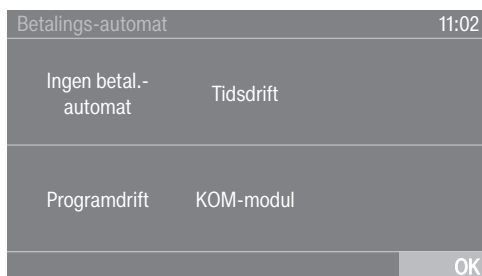 Betalings-automat 11:02
Ingen betal.-
automat
Tidsdrift
Programdrift KOM-modul
OK